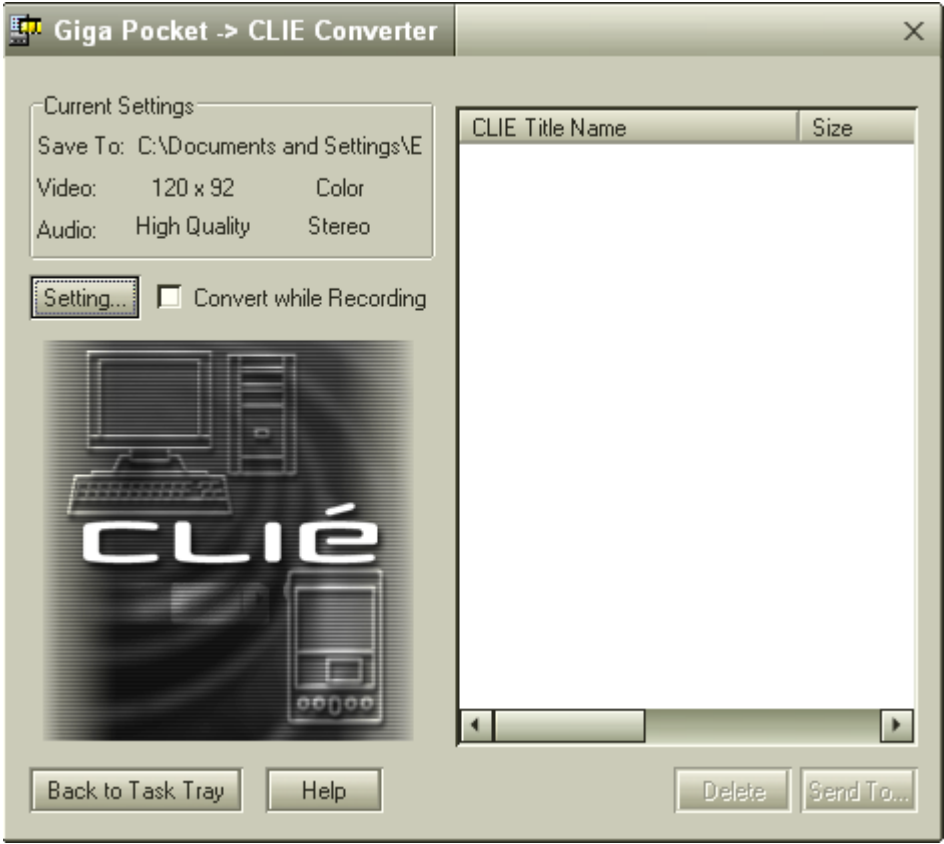 Giga Pocket -> CLIE Converter
Current Settings
Save To: C:\Documents and Settings\E
Video: 120 x 92 Color
Audio: High Quality Stereo
Setting... Convert while Recording
CLIÉ
CLIE Title Name Size
Back to Task Tray Help Delete Send To...